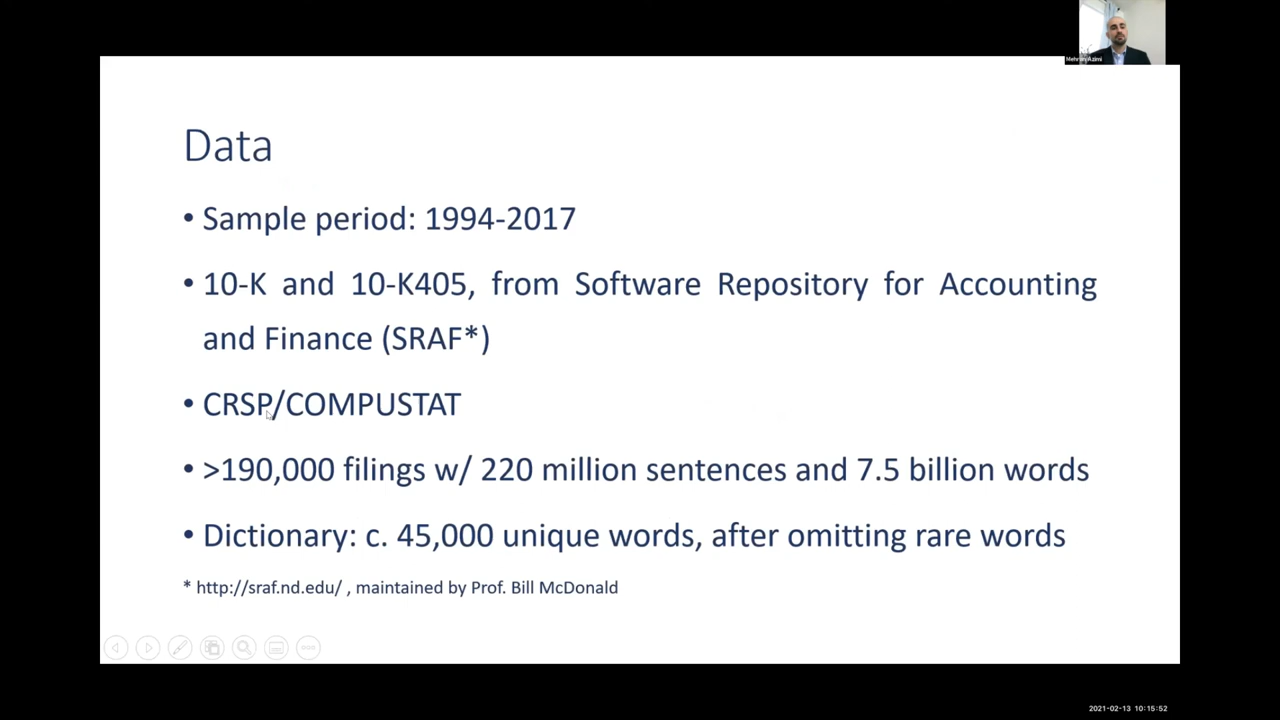 Mehran Azimi
Data
• Sample period: 1994-2017
• 10-K and 10-K405, from Software Repository for Accounting
and Finance (SRAF*)
• CRSP/COMPUSTAT
• >190,000 filings w/ 220 million sentences and 7.5 billion words
• Dictionary: c. 45,000 unique words, after omitting rare words
* http://sraf.nd.edu/ , maintained by Prof. Bill McDonald
2021-02-13 10:15:52